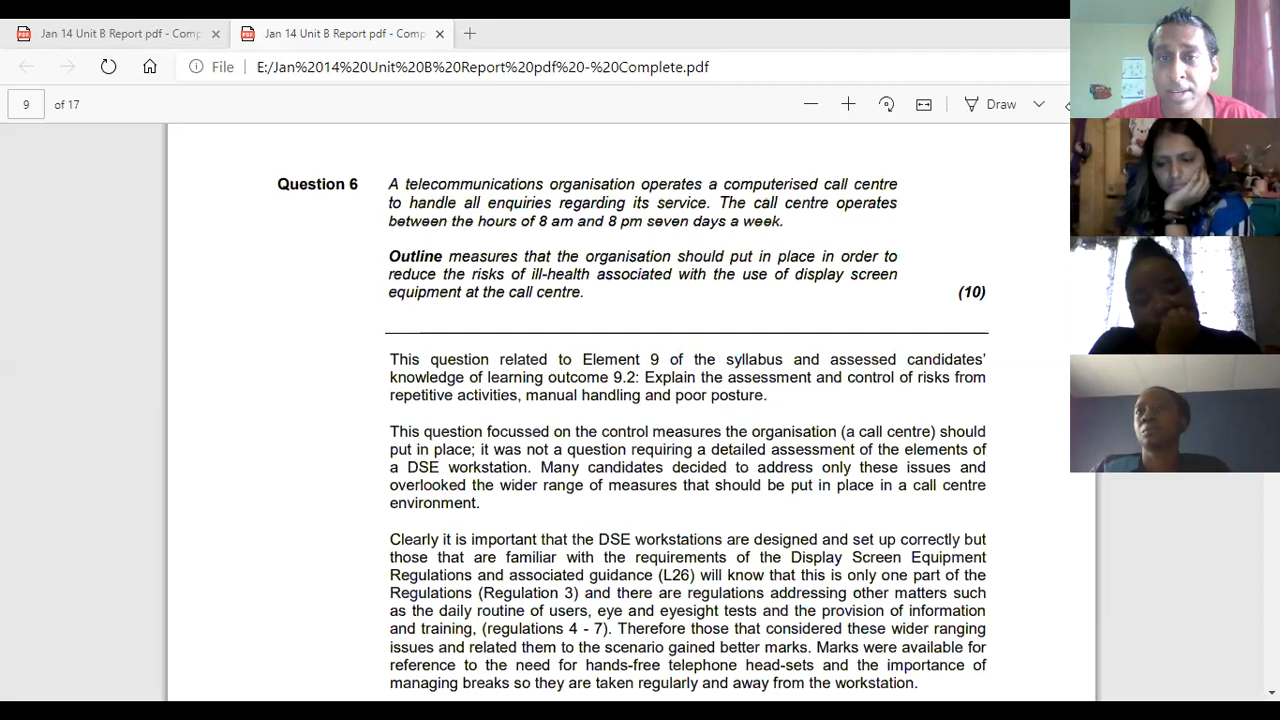 Jan 14 Unit B Report pdf - Comp
Jan 14 Unit B Report pdf - Comp
File E:/Jan%2014%20Unit%20B%20Report%20pdf%20-%20Complete.pdf
9 of 17
Draw
Question 6 A telecommunications organisation operates a computerised call centre
to handle all enquiries regarding its service. The call centre operates
between the hours of 8 am and 8 pm seven days a week.
Outline measures that the organisation should put in place in order to
reduce the risks of ill-health associated with the use of display screen
equipment at the call centre. (10)
This question related to Element 9 of the syllabus and assessed candidates'
knowledge of learning outcome 9.2: Explain the assessment and control of risks from
repetitive activities, manual handling and poor posture.
This question focussed on the control measures the organisation (a call centre) should
put in place; it was not a question requiring a detailed assessment of the elements of
a DSE workstation. Many candidates decided to address only these issues and
overlooked the wider range of measures that should be put in place in a call centre
environment.
Clearly it is important that the DSE workstations are designed and set up correctly but
those that are familiar with the requirements of the Display Screen Equipment
Regulations and associated guidance (L26) will know that this is only one part of the
Regulations (Regulation 3) and there are regulations addressing other matters such
as the daily routine of users, eye and eyesight tests and the provision of information
and training, (regulations 4 - 7). Therefore those that considered these wider ranging
issues and related them to the scenario gained better marks. Marks were available for
reference to the need for hands-free telephone head-sets and the importance of
managing breaks so they are taken regularly and away from the workstation.